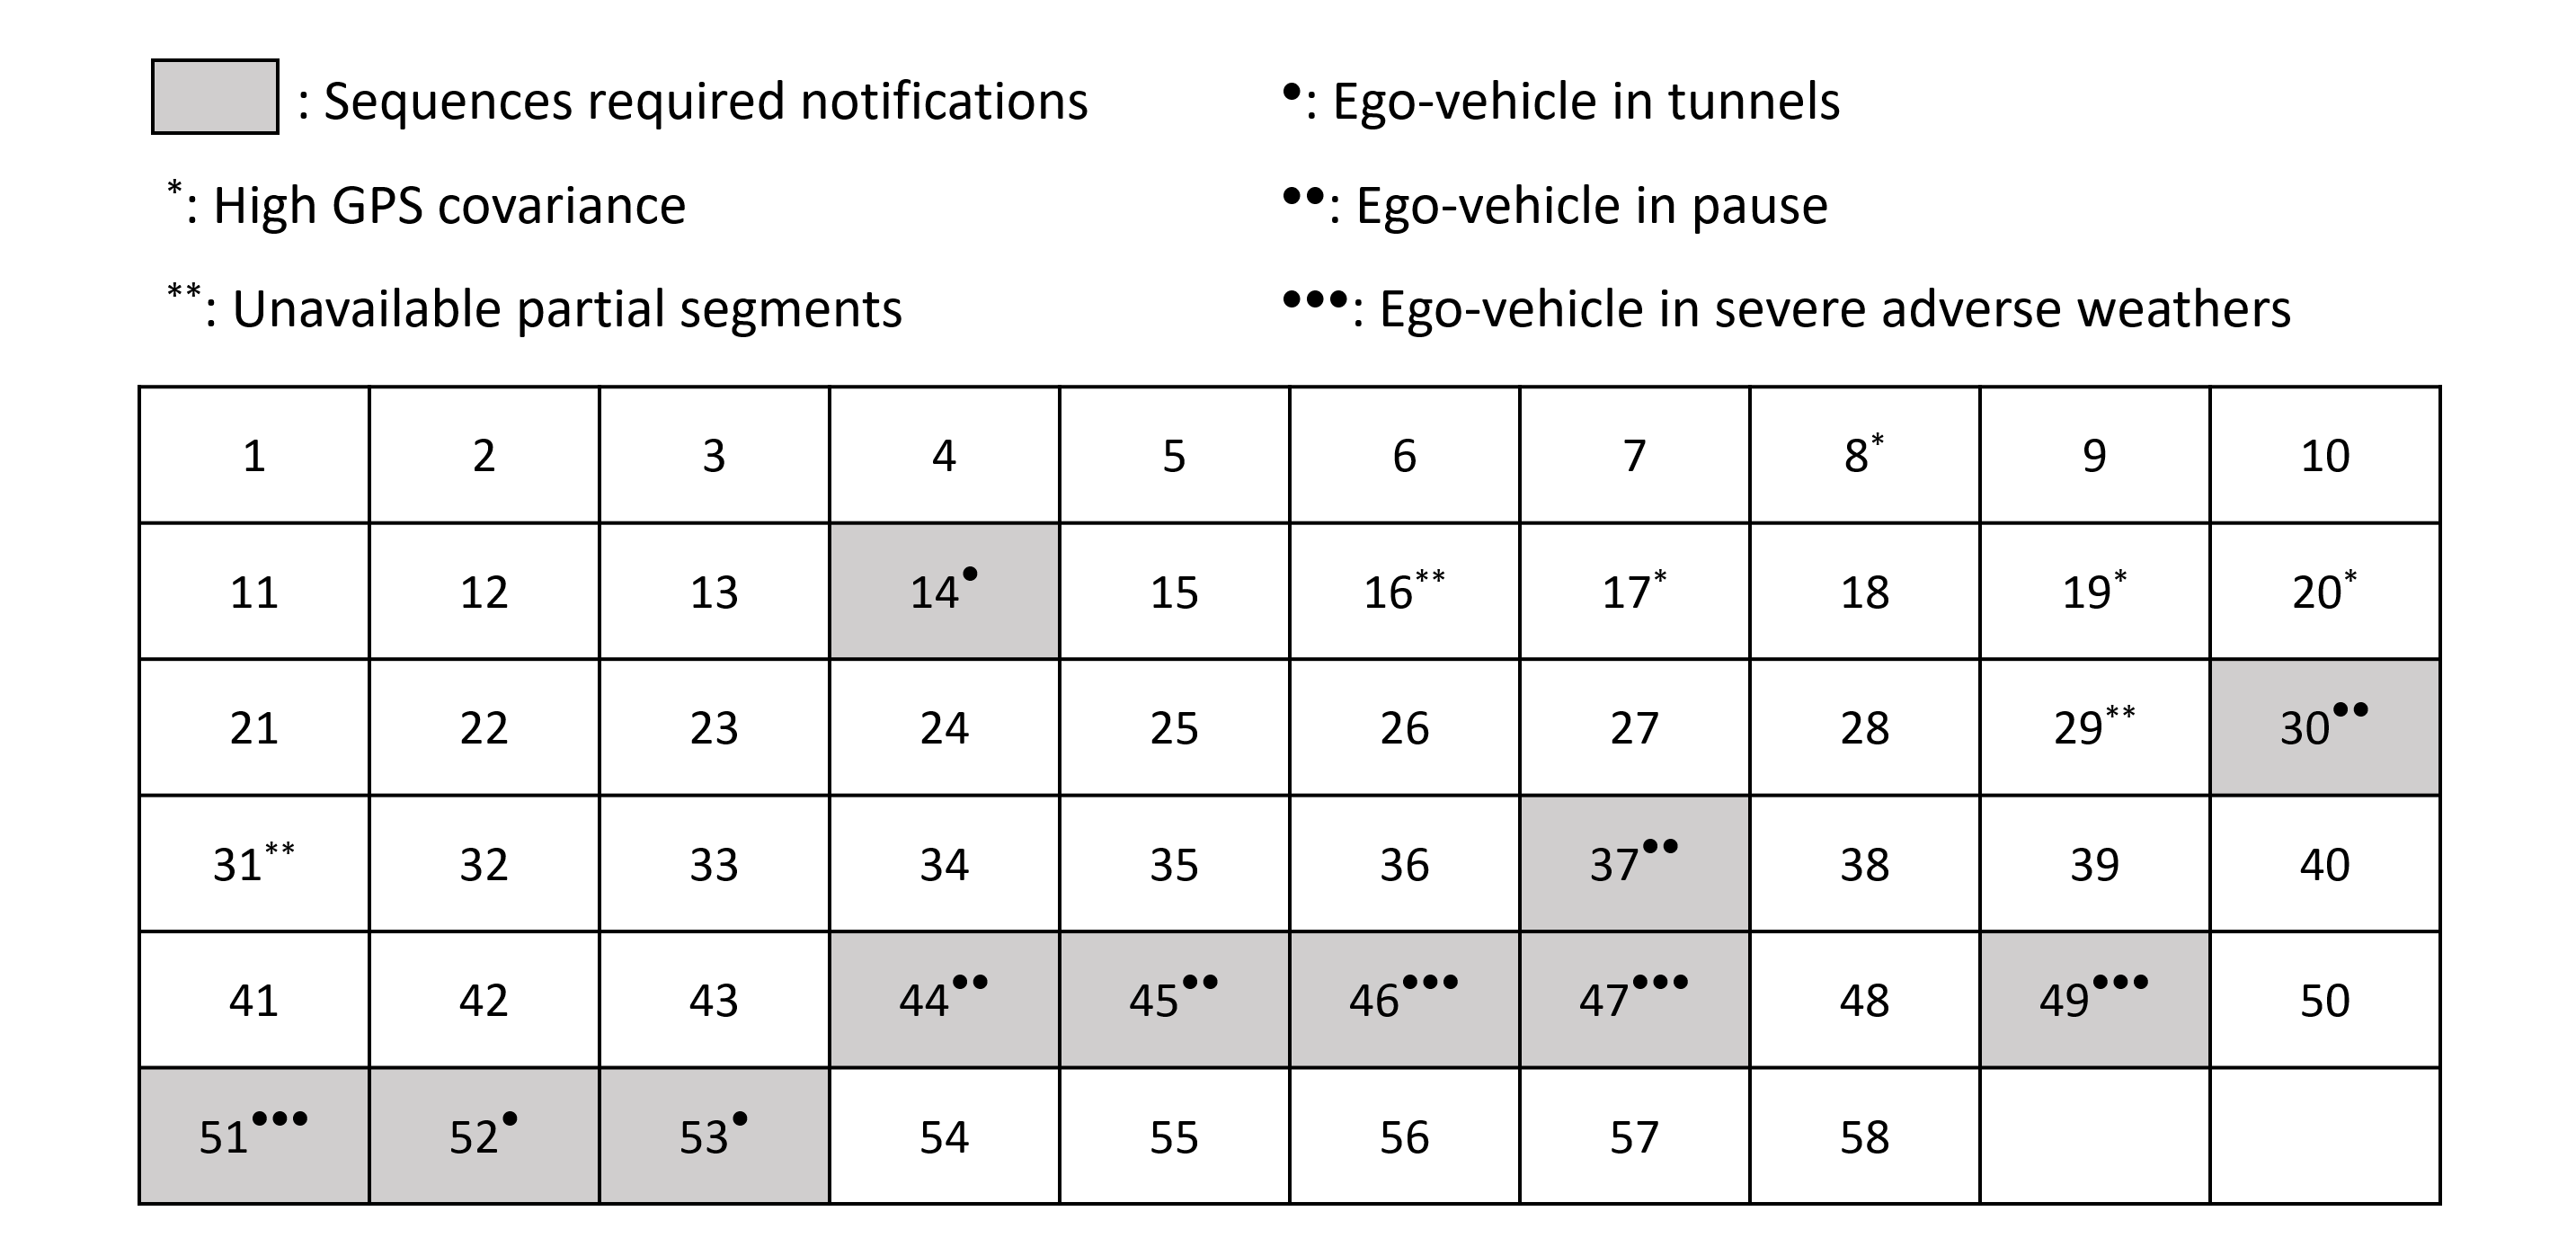 : Sequences required notifications •: Ego-vehicle in tunnels
*: High GPS covariance ••: Ego-vehicle in pause
**: Unavailable partial segments •••: Ego-vehicle in severe adverse weathers
1 2 3 4 5 6 7 8* 9 10
11 12 13 14• 15 16** 17* 18 19* 20*
21 22 23 24 25 26 27 28 29** 30••
31** 32 33 34 35 36 37•• 38 39 40
41 42 43 44•• 45•• 46••• 47••• 48 49••• 50
51••• 52• 53• 54 55 56 57 58